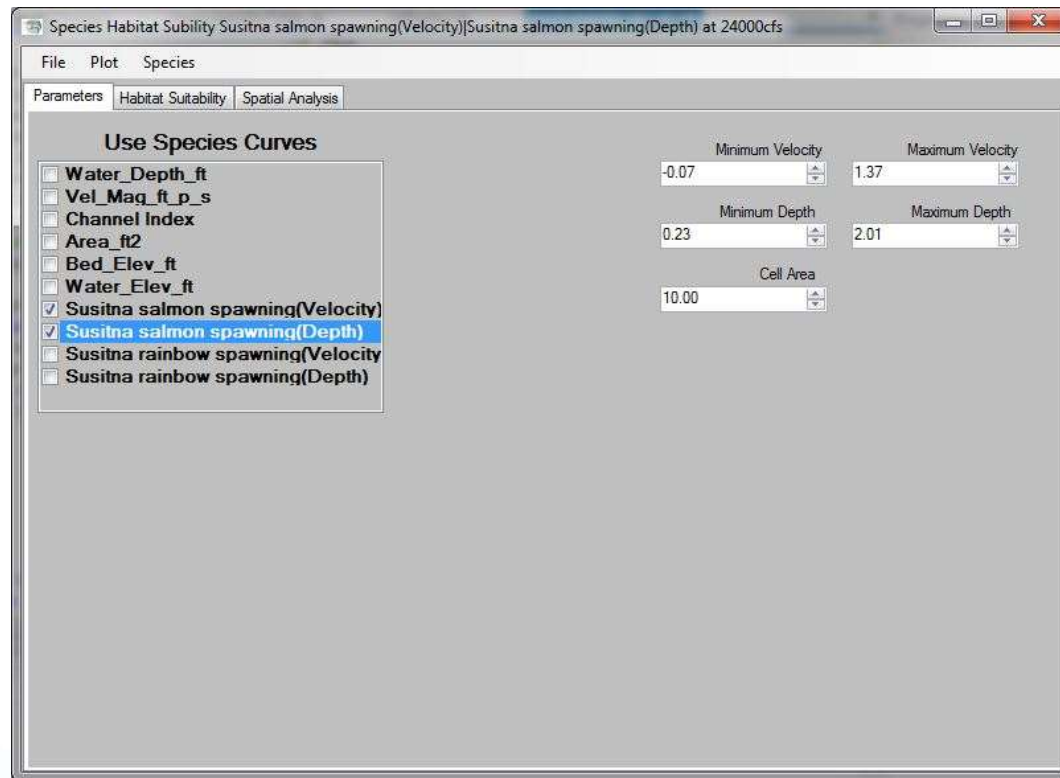 Species Habitat Subility Susitna salmon spawning(Velocity)|Susitna salmon spawning(Depth) at 24000cfs
File Plot Species
Parameters Habitat Suitability Spatial Analysis
Use Species Curves
Water_Depth_ft
Vel_Mag_ft_p_s
Channel Index
Area_ft2
Bed_Elev_ft
Water_Elev_ft
Susitna salmon spawning(Velocity)
Susitna salmon spawning(Depth)
Susitna rainbow spawning(Velocity
Susitna rainbow spawning(Depth)
Minimum Velocity Maximum Velocity
-0.07 1.37
Minimum Depth Maximum Depth
0.23 2.01
Cell Area
10.00